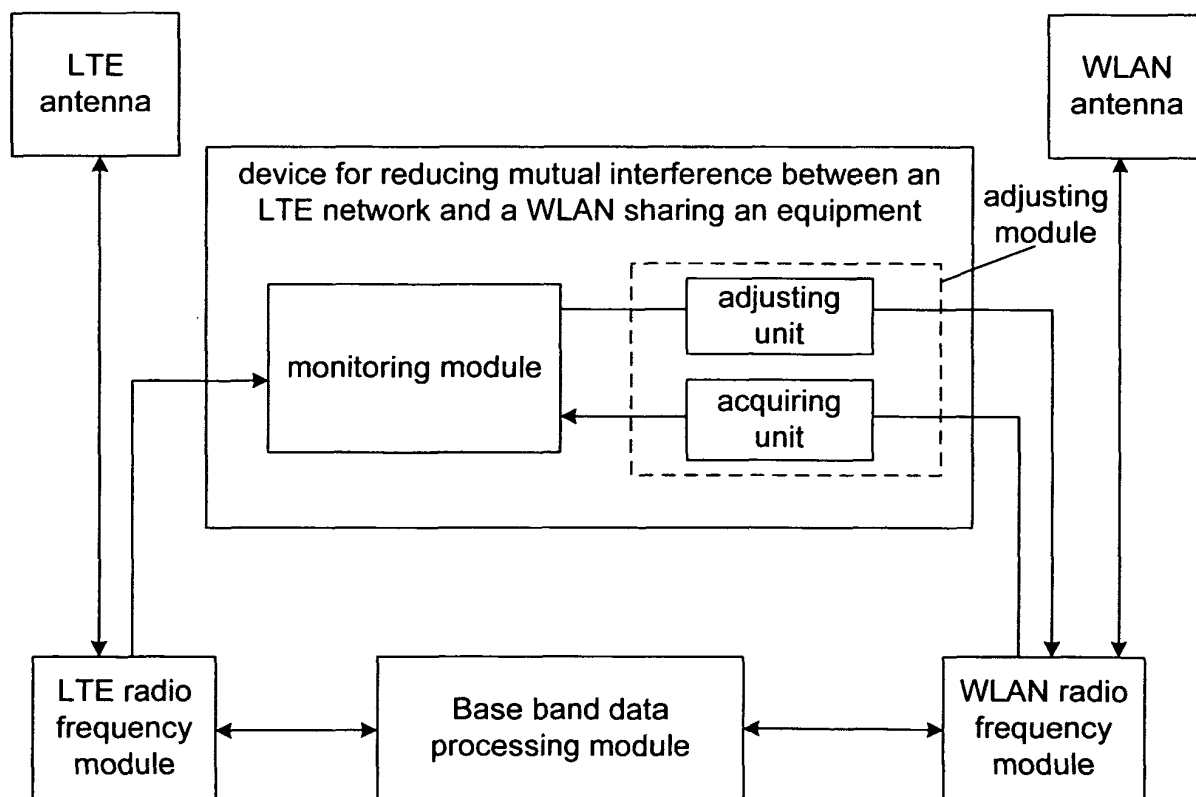 LTE
antenna
WLAN
antenna
device for reducing mutual interference between an
LTE network and a WLAN sharing an equipment
adjusting
module
adjusting
unit
monitoring module
acquiring
unit
LTE radio
frequency
module
Base band data
processing module
WLAN radio
frequency
module